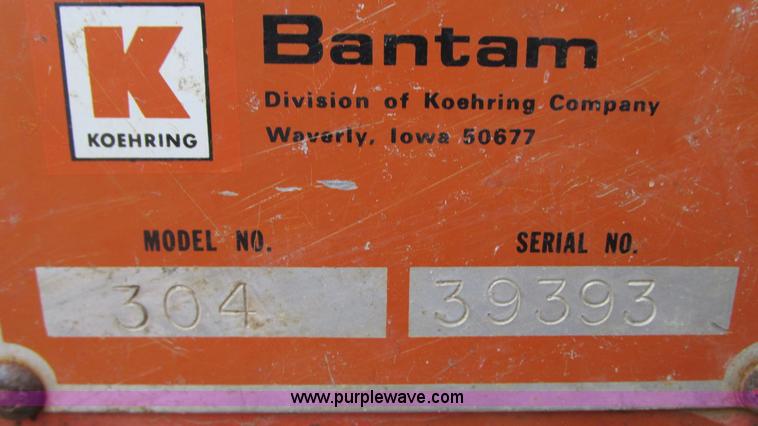 K
KOEHRING
Bantam
Division of Koehring Company
Waverly, Iowa 50677
MODEL NO.
SERIAL NO.
304
39393
www.purplewave.com